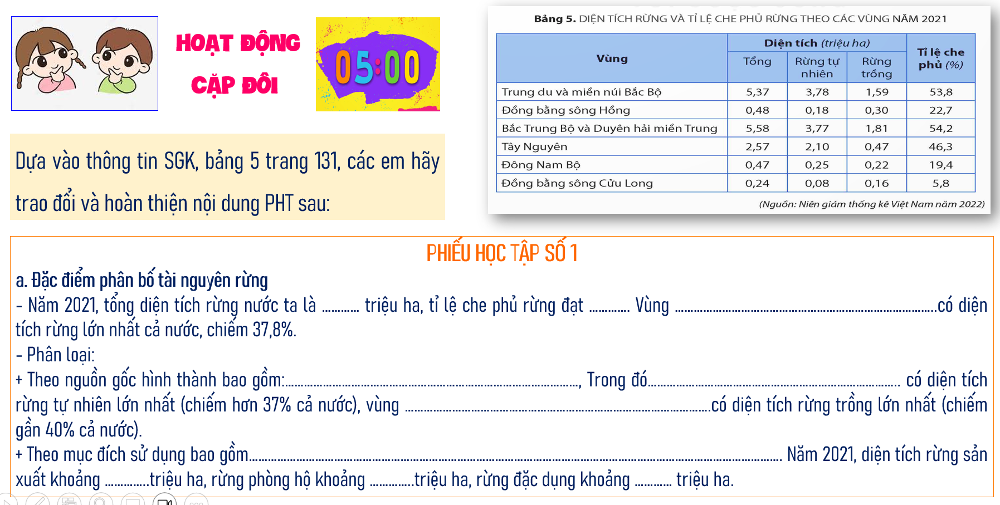 HOẠT ĐỘNG
CẶP ĐÔI
05:00
Dựa vào thông tin SGK, bảng 5 trang 131, các em hãy
trao đổi và hoàn thiện nội dung PHT sau:
Bảng 5. DIỆN TÍCH RỪNG VÀ TỈ LỆ CHE PHỦ RỪNG THEO CÁC VÙNG NĂM 2021
Vùng Diện tích (triệu ha) Tỉ lệ che phủ (%)
Tổng Rừng tự nhiên Rừng trồng
Trung du và miền núi Bắc Bộ 5,37 3,78 1,59 53,8
Đồng bằng sông Hồng 0,48 0,18 0,30 22,7
Bắc Trung Bộ và Duyên hải miền Trung 5,58 3,77 1,81 54,2
Tây Nguyên 2,57 2,10 0,47 46,3
Đông Nam Bộ 0,47 0,25 0,22 19,4
Đồng bằng sông Cửu Long 0,24 0,08 0,16 5,8
(Nguồn: Niên giám thống kê Việt Nam năm 2022)
PHIẾU HỌC TẬP SỐ 1
a. Đặc điểm phân bố tài nguyên rừng
- Năm 2021, tổng diện tích rừng nước ta là ............ triệu ha, tỉ lệ che phủ rừng đạt ............. Vùng ....................................................................................có diện
tích rừng lớn nhất cả nước, chiếm 37,8%.
- Phân loại:
+ Theo nguồn gốc hình thành bao gồm:.............................................................................................., Trong đó................................................................................. có diện tích
rừng tự nhiên lớn nhất (chiếm hơn 37% cả nước), vùng ..................................................................................................có diện tích rừng trồng lớn nhất (chiếm
gần 40% cả nước).
+ Theo mục đích sử dụng bao gồm........................................................................................................................................................................... Năm 2021, diện tích rừng sản
xuất khoảng ..............triệu ha, rừng phòng hộ khoảng ..............triệu ha, rừng đặc dụng khoảng ............ triệu ha.